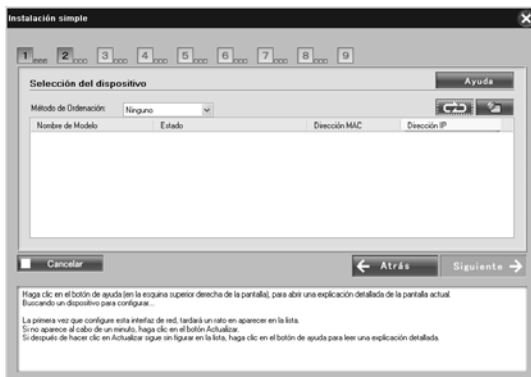 Instalación simple
1 2 3 4 5 6 7 8 9
Selección del dispositivo
Ayuda
Método de Ordenación: Ninguno
Nombre de Modelo Estado Dirección MAC Dirección IP
Cancelar Atrás Siguiente
Haga clic en el botón de ayuda (en la esquina superior derecha de la pantalla), para abrir una explicación detallada de la pantalla actual.
Buscando un dispositivo para configurar...
La primera vez que configure esta interfaz de red, tardará un rato en aparecer en la lista.
Si no aparece al cabo de un minuto, haga clic en el botón Actualizar.
Si después de hacer clic en Actualizar sigue sin figurar en la lista, haga clic en el botón de ayuda para leer una explicación detallada.